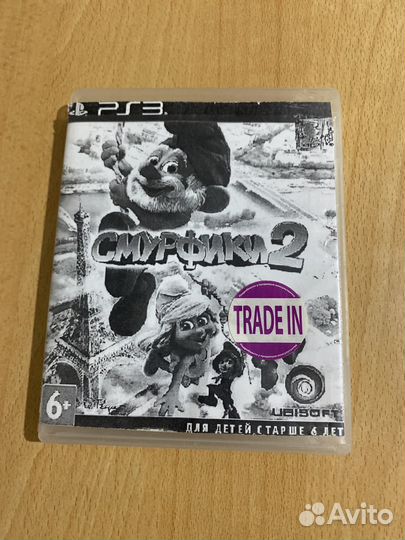 PS3
СМУРФИКИ 2
TRADE IN
6+
UBISOFT
ДЛЯ ДЕТЕЙ СТАРШЕ 6 ЛЕТ
Avito